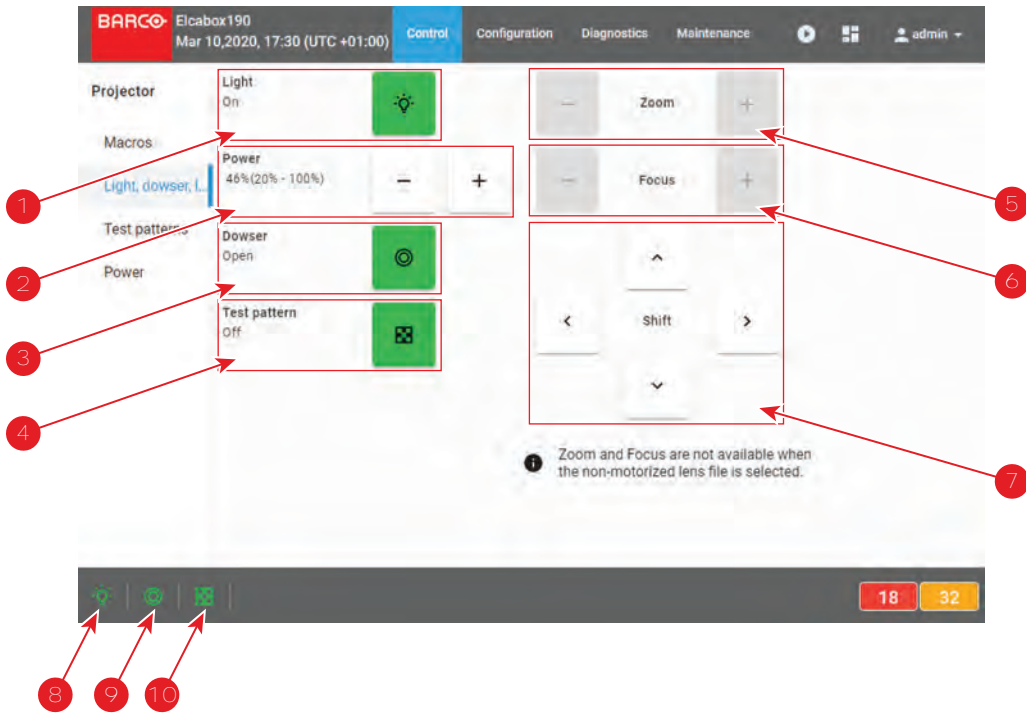 BARCO
Elcabox190
Mar 10,2020, 17:30 (UTC +01:00)
Control
Configuration
Diagnostics
Maintenance
admin
Projector
Macros
Light, dowser, l...
Test patterns
Power
Light
On
Power
46%(20% - 100%)
−
+
Dowser
Open
Test pattern
Off
−
Zoom
+
−
Focus
+
Shift
Zoom and Focus are not available when
the non-motorized lens file is selected.
18
32
1
2
3
4
5
6
7
8
9
10